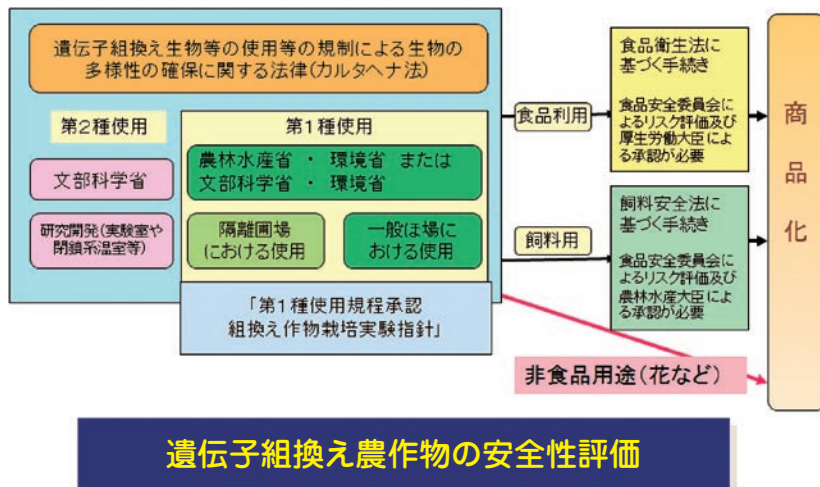 遺伝子組換え生物等の使用等の規制による生物の
多様性の確保に関する法律(カルタヘナ法)
第2種使用
第1種使用
文部科学省
農林水産省 ・ 環境省 または
文部科学省 ・ 環境省
研究開発(実験室や
閉鎖系温室等)
隔離圃場
における使用
一般ほ場に
おける使用
「第1種使用規程承認
組換え作物栽培実験指針」
食品利用
食品衛生法に
基づく手続き
食品安全委員会に
よるリスク評価及び
厚生労働大臣によ
る承認が必要
飼料用
飼料安全法に
基づく手続き
食品安全委員会に
よるリスク評価及び
農林水産大臣によ
る承認が必要
非食品用途(花など)
商品化
遺伝子組換え農作物の安全性評価